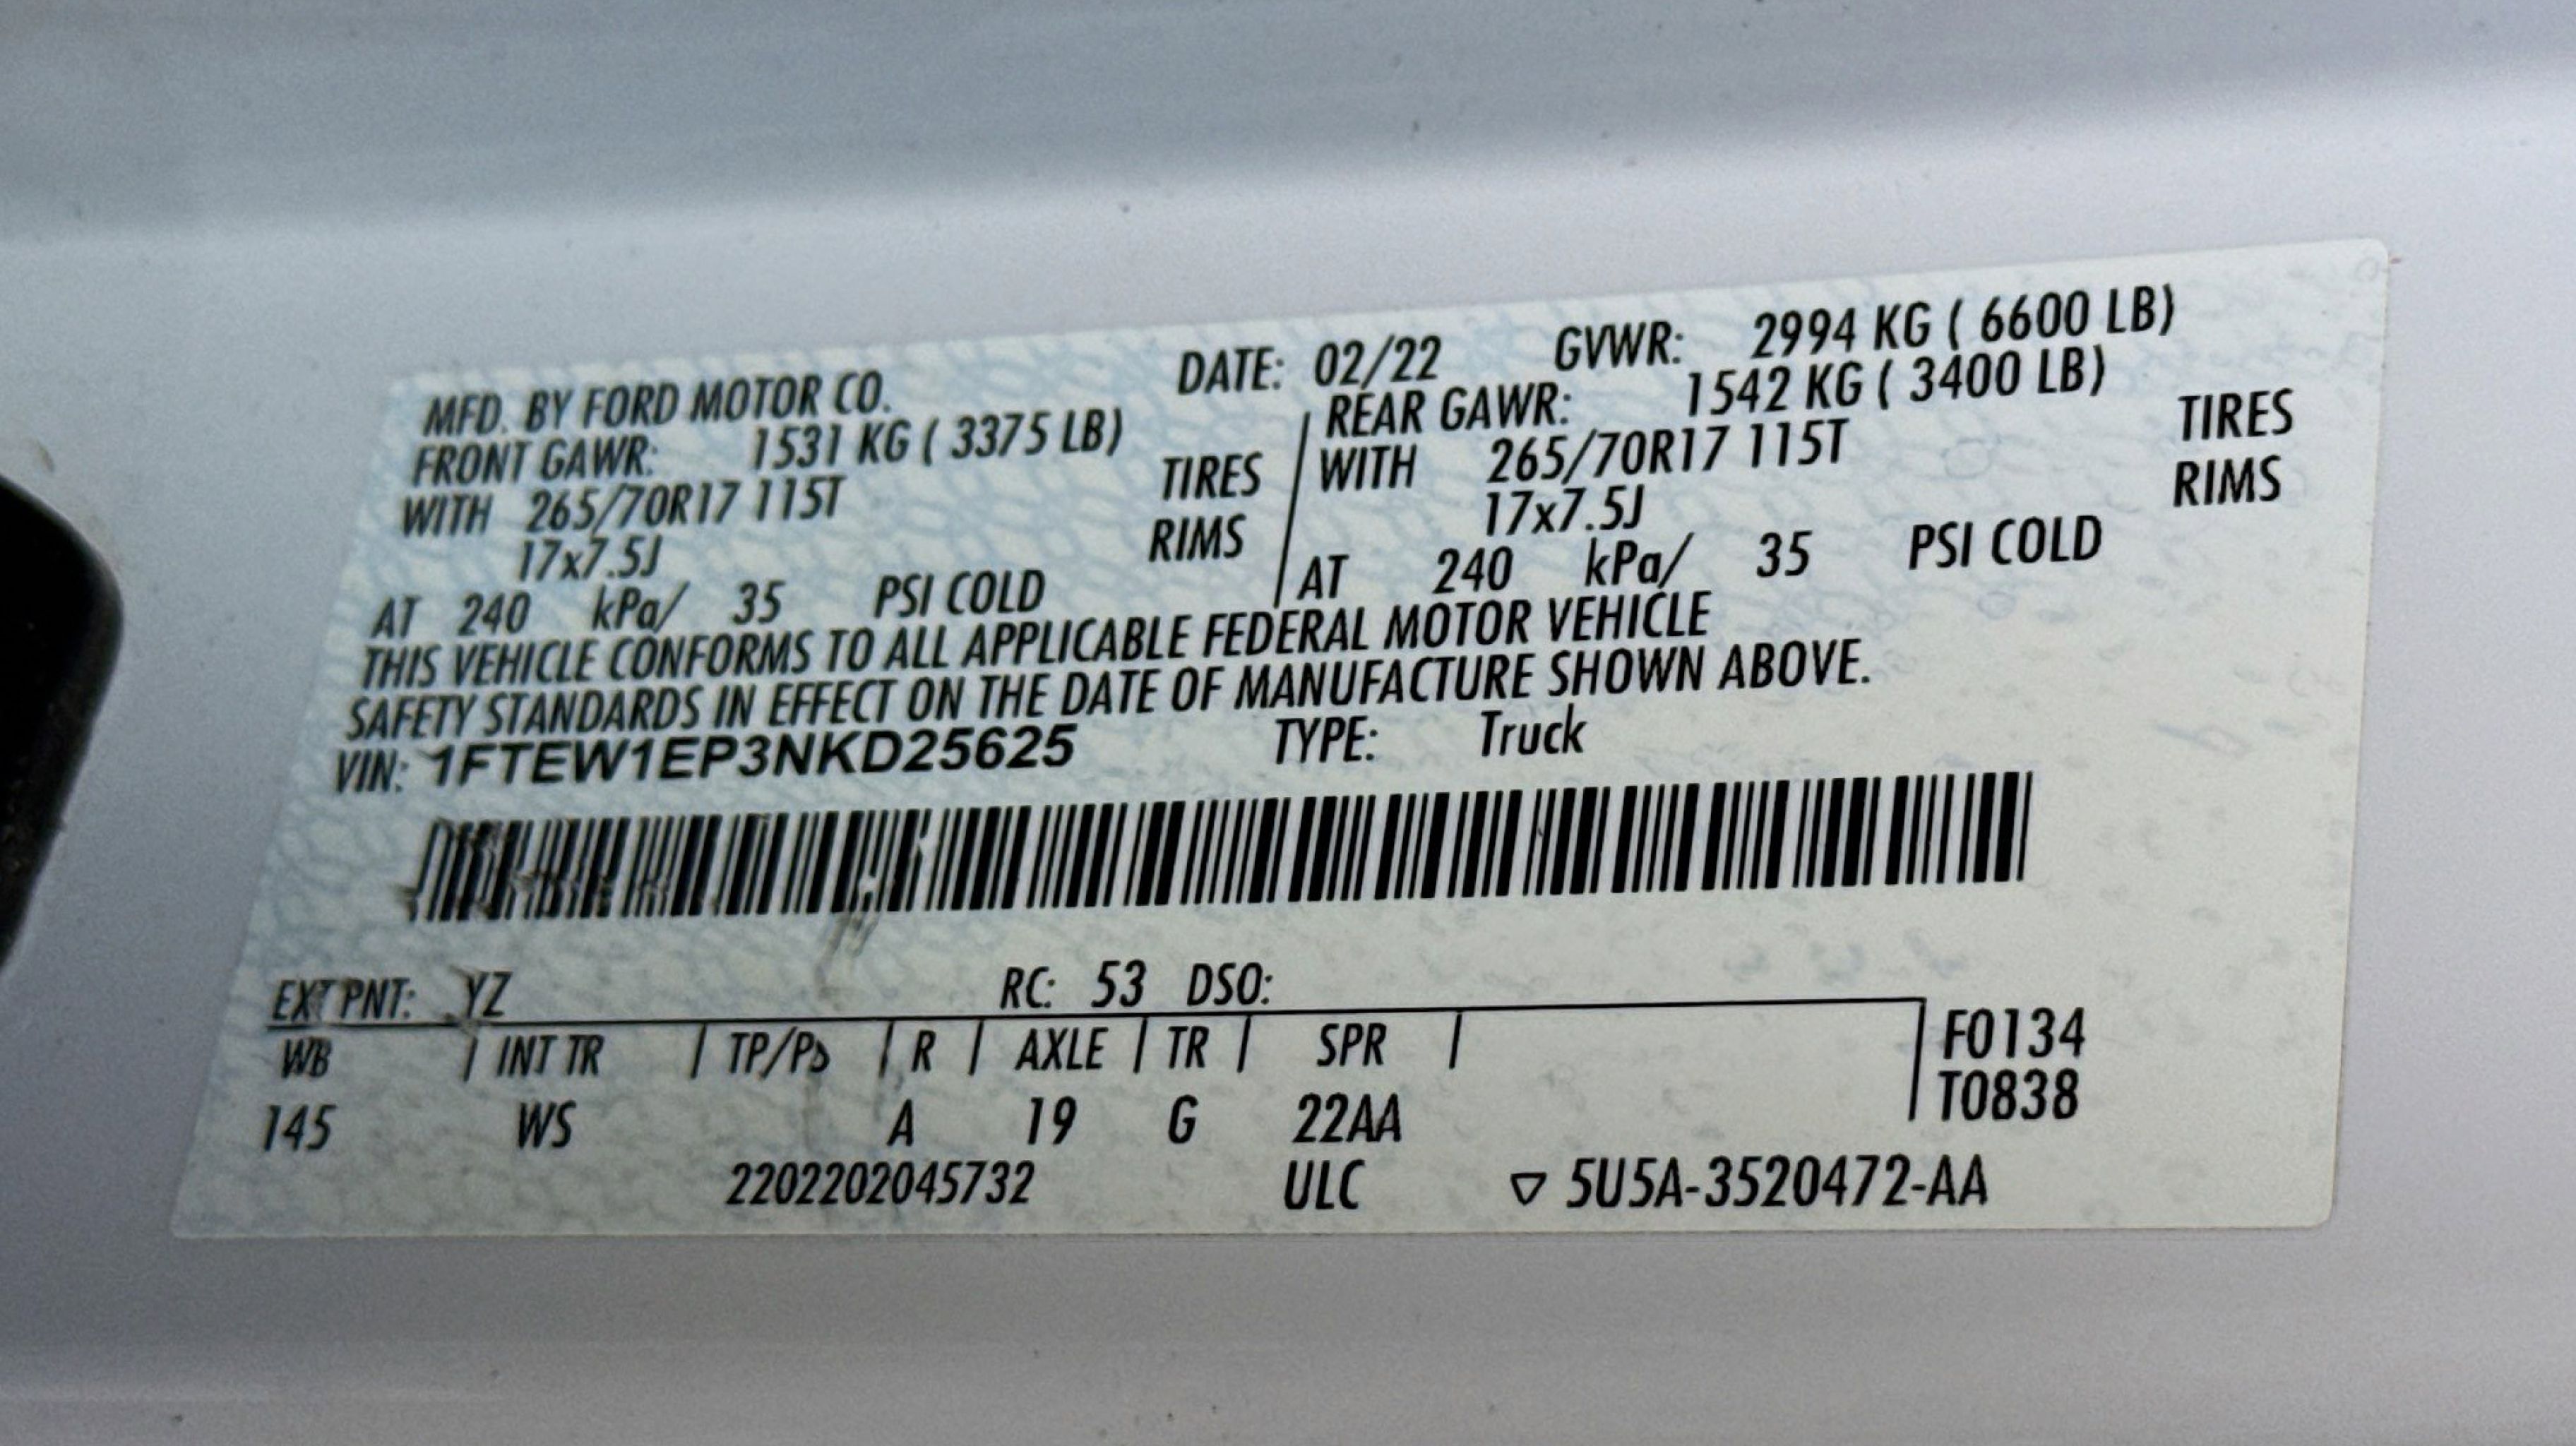 MFD. BY FORD MOTOR CO. DATE: 02/22 GVWR: 2994 KG ( 6600 LB)
FRONT GAWR: 1531 KG ( 3375 LB) REAR GAWR: 1542 KG ( 3400 LB)
WITH 265/70R17 115T TIRES WITH 265/70R17 115T TIRES
17x7.5J RIMS 17x7.5J RIMS
AT 240 kPa/ 35 PSI COLD AT 240 kPa/ 35 PSI COLD
THIS VEHICLE CONFORMS TO ALL APPLICABLE FEDERAL MOTOR VEHICLE
SAFETY STANDARDS IN EFFECT ON THE DATE OF MANUFACTURE SHOWN ABOVE.
VIN: 1FTEW1EP3NKD25625 TYPE: Truck
EXT PNT: YZ RC: 53 DSO:
WB | INT TR | TP/PS | R | AXLE | TR | SPR | F0134
T0838
145 WS A 19 G 22AA
2202202045732 ULC ▽ 5U5A-3520472-AA